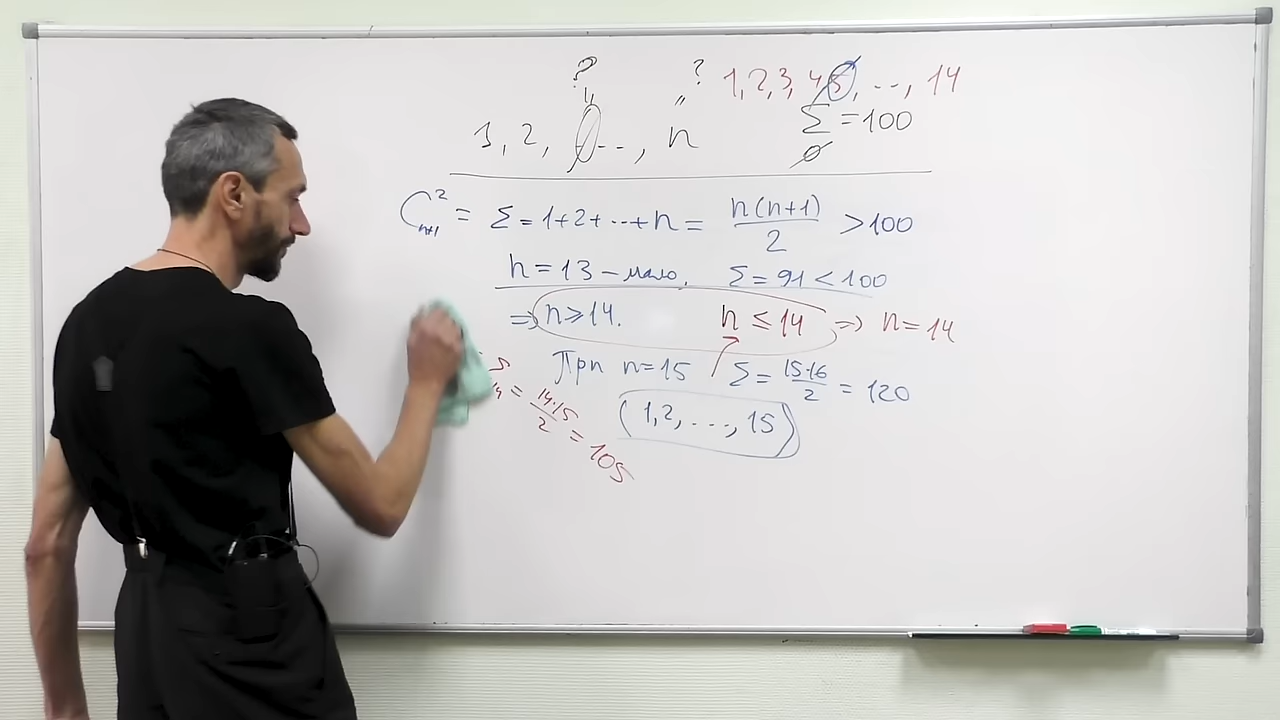 ? ? 1, 2, 3, 4, 5, ..., 14
" "
1, 2, 0..., n Σ = 100
C²ₙ₊₁ = Σ = 1+2+...+n = n(n+1)/2 > 100
n = 13 – мало, Σ = 91 < 100
⇒ n ≥ 14. n ≤ 14 ⇒ n = 14
При n = 15 Σ = 15·16/2 = 120
(1, 2, ..., 15)
= 14·15/2 = 105